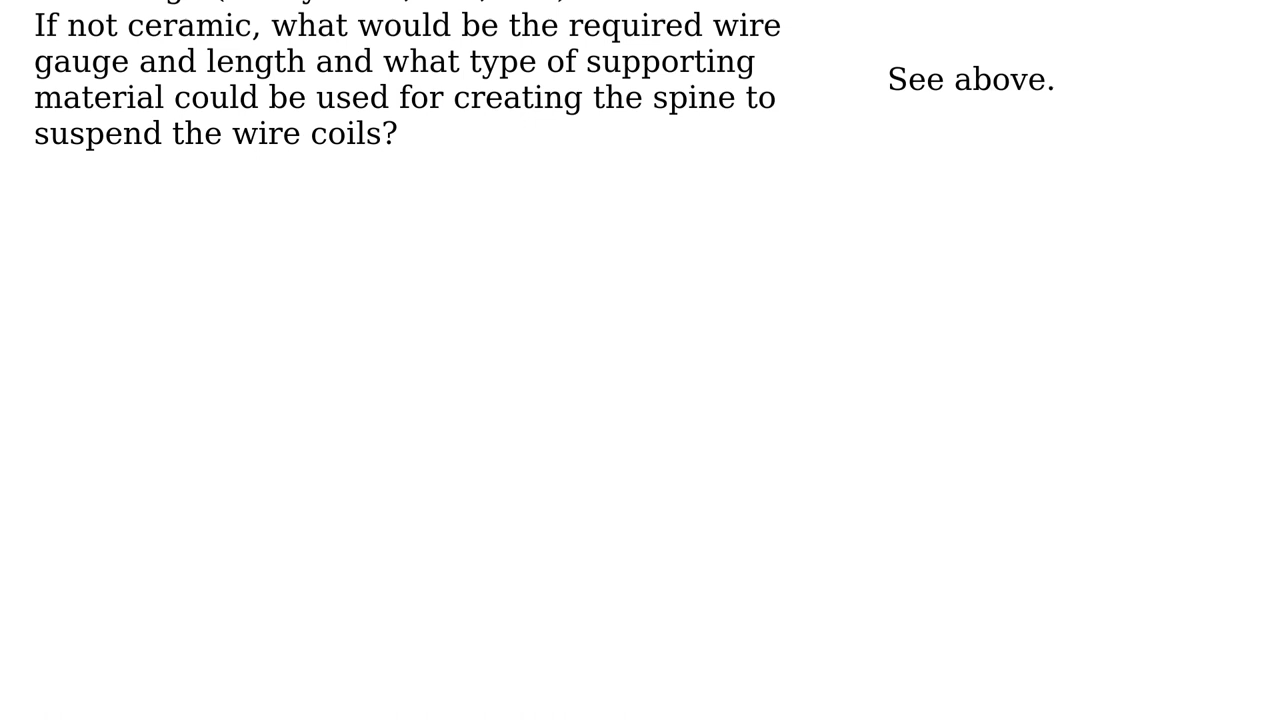 If not ceramic, what would be the required wire
gauge and length and what type of supporting
material could be used for creating the spine to
suspend the wire coils?
See above.